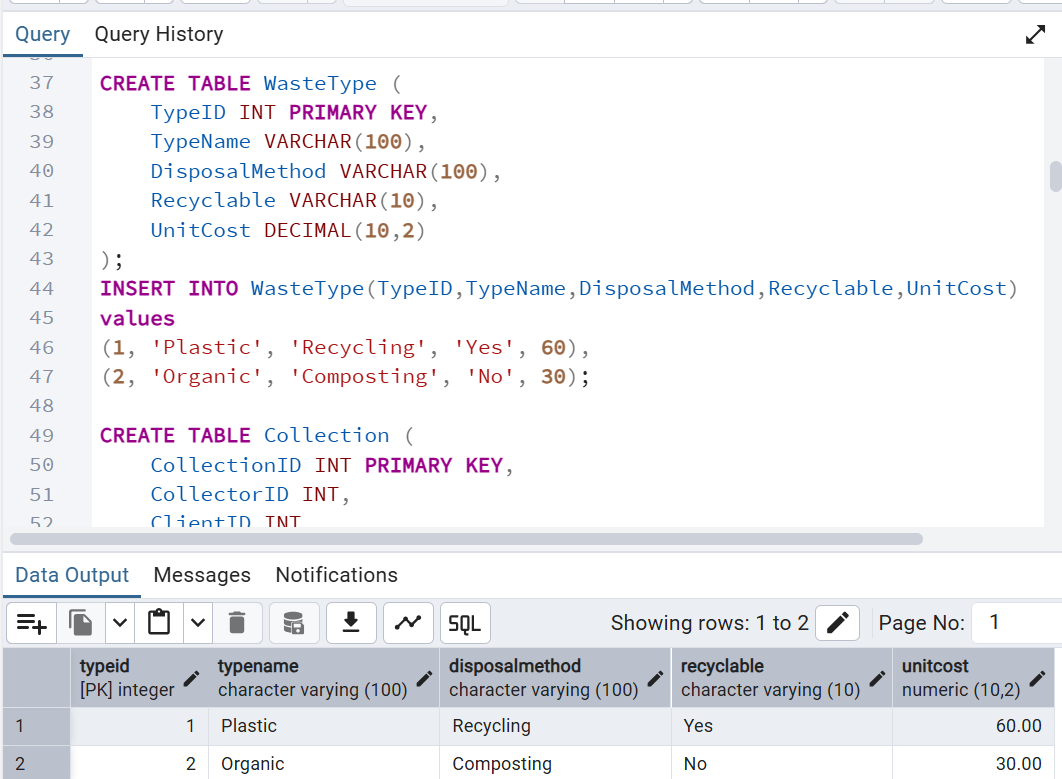 Query Query History
37 CREATE TABLE WasteType (
38 TypeID INT PRIMARY KEY,
39 TypeName VARCHAR(100),
40 DisposalMethod VARCHAR(100),
41 Recyclable VARCHAR(10),
42 UnitCost DECIMAL(10,2)
43 );
44 INSERT INTO WasteType(TypeID,TypeName,DisposalMethod,Recyclable,UnitCost)
45 values
46 (1, 'Plastic', 'Recycling', 'Yes', 60),
47 (2, 'Organic', 'Composting', 'No', 30);
48
49 CREATE TABLE Collection (
50 CollectionID INT PRIMARY KEY,
51 CollectorID INT,
52 ClientID INT
Data Output Messages Notifications
SQL Showing rows: 1 to 2 Page No: 1
typeid typename disposalmethod recyclable unitcost
[PK] integer character varying (100) character varying (100) character varying (10) numeric (10,2)
1 1 Plastic Recycling Yes 60.00
2 2 Organic Composting No 30.00